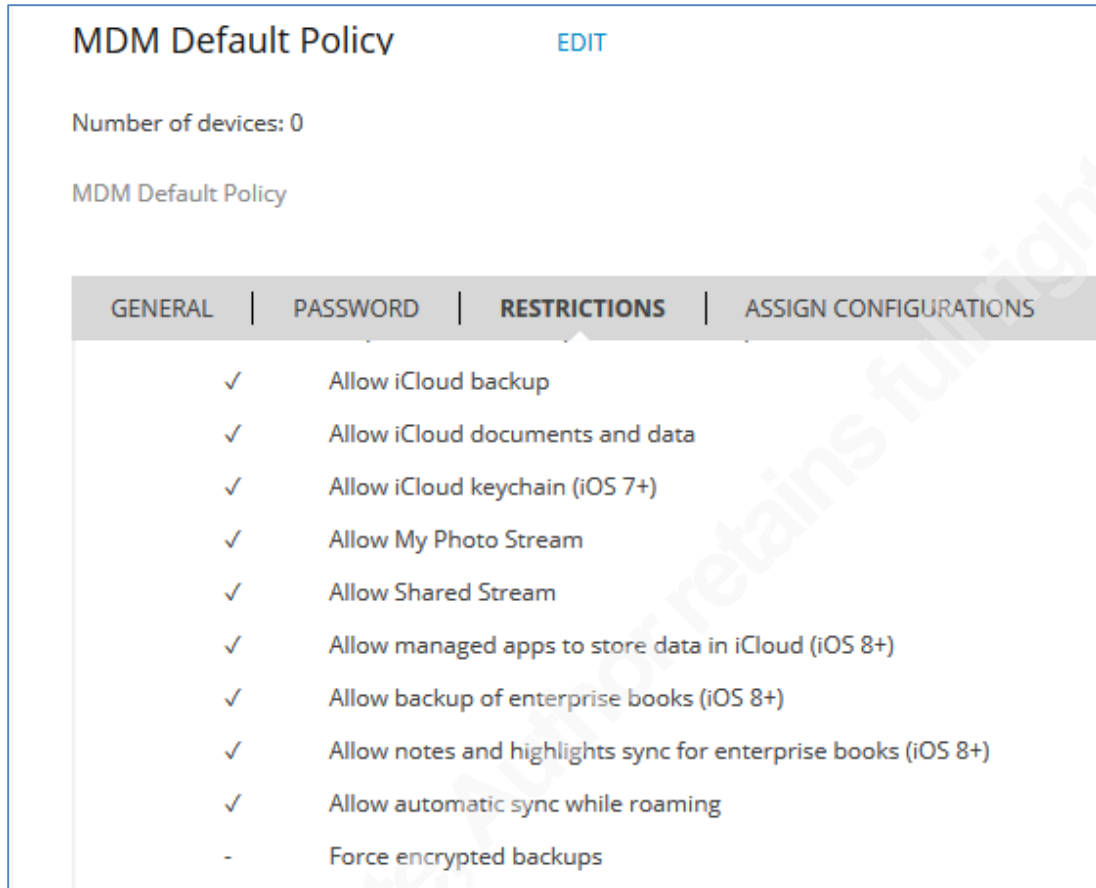 MDM Default Policy EDIT
Number of devices: 0
MDM Default Policy
GENERAL | PASSWORD | RESTRICTIONS | ASSIGN CONFIGURATIONS
✓ Allow iCloud backup
✓ Allow iCloud documents and data
✓ Allow iCloud keychain (iOS 7+)
✓ Allow My Photo Stream
✓ Allow Shared Stream
✓ Allow managed apps to store data in iCloud (iOS 8+)
✓ Allow backup of enterprise books (iOS 8+)
✓ Allow notes and highlights sync for enterprise books (iOS 8+)
✓ Allow automatic sync while roaming
- Force encrypted backups
Author retains full